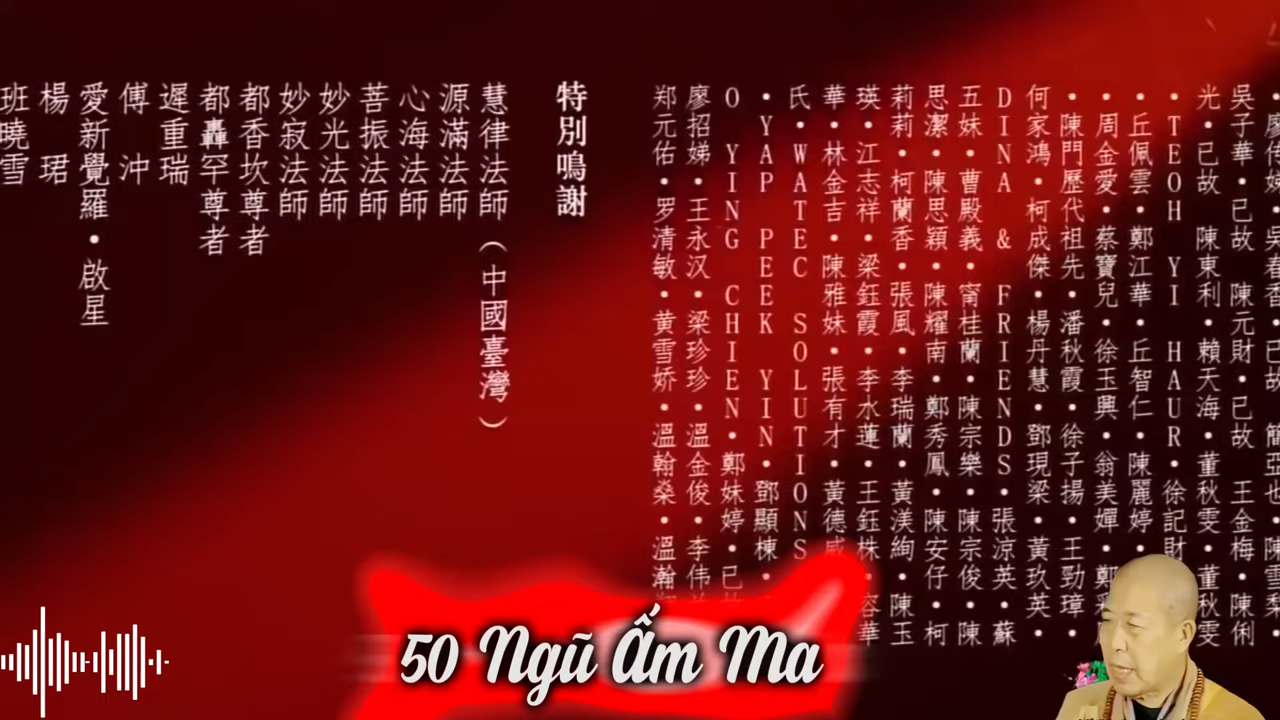 吳子華•已故 陳元財•已故 王金梅•陳俐
光•已故 陳東利•賴天海•董秋雯•董秋雯
•TEOH YI HAUR•徐記財
•丘佩雲•鄭江華•丘智仁•陳麗婷•
•周金愛•蔡寶兒•徐玉興•翁美嬋•鄭
•陳門歷代祖先•潘秋霞•徐子揚•王勁璋•
何家鴻•柯成傑•楊丹慧•鄧現梁•黃玖英•
DINA & FRIENDS•張涼英•蘇
五妹•曹殿義•甯桂蘭•陳宗樂•陳宗俊•陳
思潔•陳思穎•陳耀南•鄭秀鳳•陳安仔•柯
莉莉•柯蘭香•張風•李瑞蘭•黃渼絢•陳玉
瑛•江志祥•梁鈺霞•李水蓮•王鈺株•容華
華•林金吉•陳雅妹•張有才•黃德威
氏•WATEC SOLUTIONS
•YAP PEEK YIN•鄧顯棟•
O YING CHIEN•鄭妹婷•已
廖招娣•王永汉•梁珍珍•溫金俊•李伟
郑元佑•罗清敏•黄雪娇•溫翰燊•溫瀚
特別鳴謝
慧律法師（中國臺灣）
源滿法師
心海法師
菩振法師
妙光法師
妙寂法師
都香坎尊者
都轟罕尊者
遲重瑞
傅 沖
愛新覺羅•啟星
楊 珺
班曉雪
50 Ngũ Ấm Ma